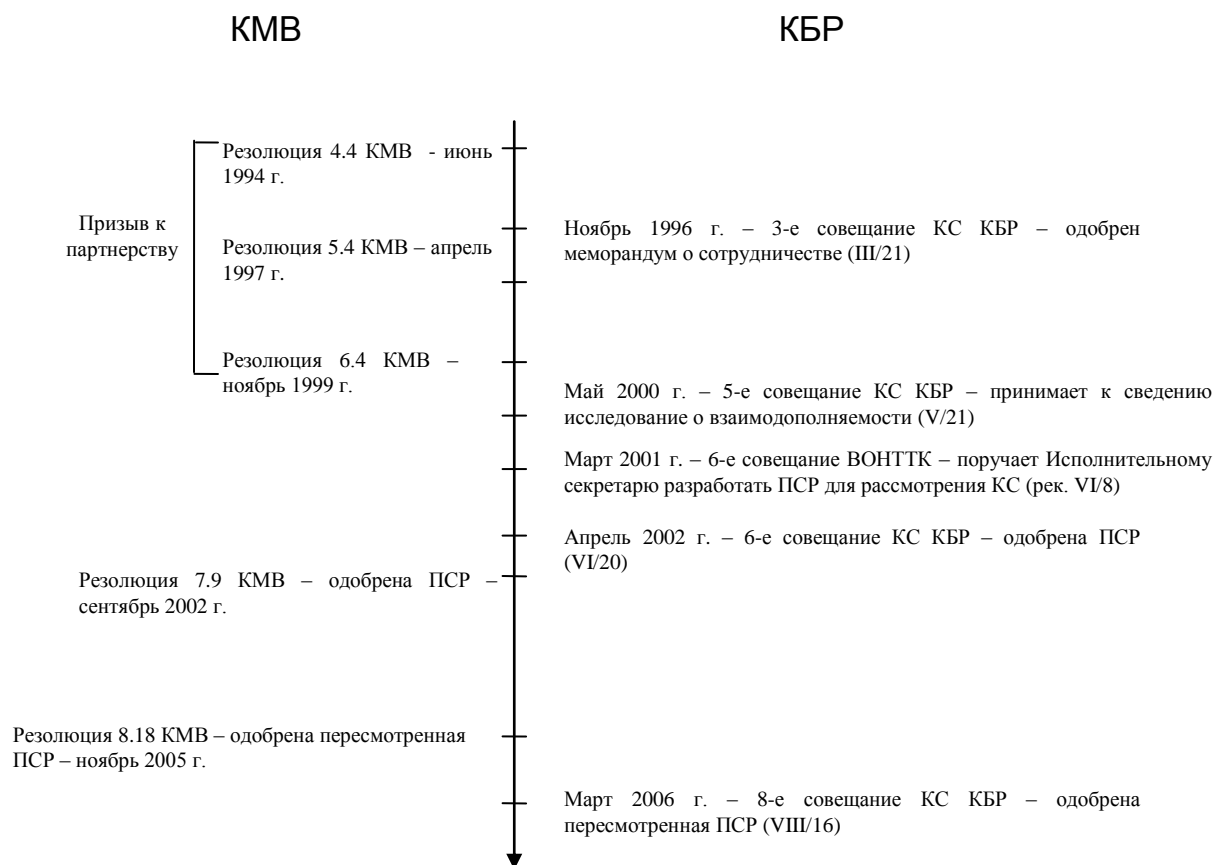 КМВ
КБР
Резолюция 4.4 КМВ - июнь
1994 г.
Призыв к
партнерству
Ноябрь 1996 г. – 3-е совещание КС КБР – одобрен
меморандум о сотрудничестве (III/21)
Резолюция 5.4 КМВ – апрель
1997 г.
Резолюция 6.4 КМВ –
ноябрь 1999 г.
Май 2000 г. – 5-е совещание КС КБР – принимает к сведению
исследование о взаимодополняемости (V/21)
Март 2001 г. – 6-е совещание ВОНТТК – поручает Исполнительному
секретарю разработать ПСР для рассмотрения КС (рек. VI/8)
Апрель 2002 г. – 6-е совещание КС КБР – одобрена ПСР
(VI/20)
Резолюция 7.9 КМВ – одобрена ПСР –
сентябрь 2002 г.
Резолюция 8.18 КМВ – одобрена пересмотренная
ПСР – ноябрь 2005 г.
Март 2006 г. – 8-е совещание КС КБР – одобрена
пересмотренная ПСР (VIII/16)